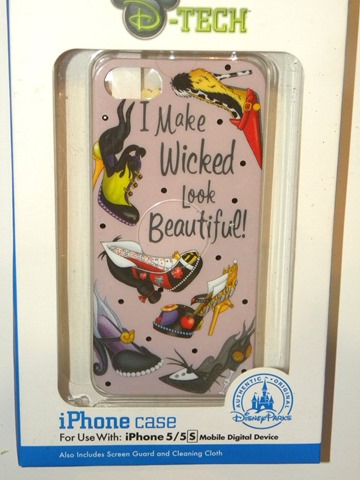 D-TECH
I Make
Wicked
Look
Beautiful!
AUTHENTIC • ORIGINAL
Disney Parks
iPhone case
For Use With: iPhone 5/5S Mobile Digital Device
Also Includes Screen Guard and Cleaning Cloth